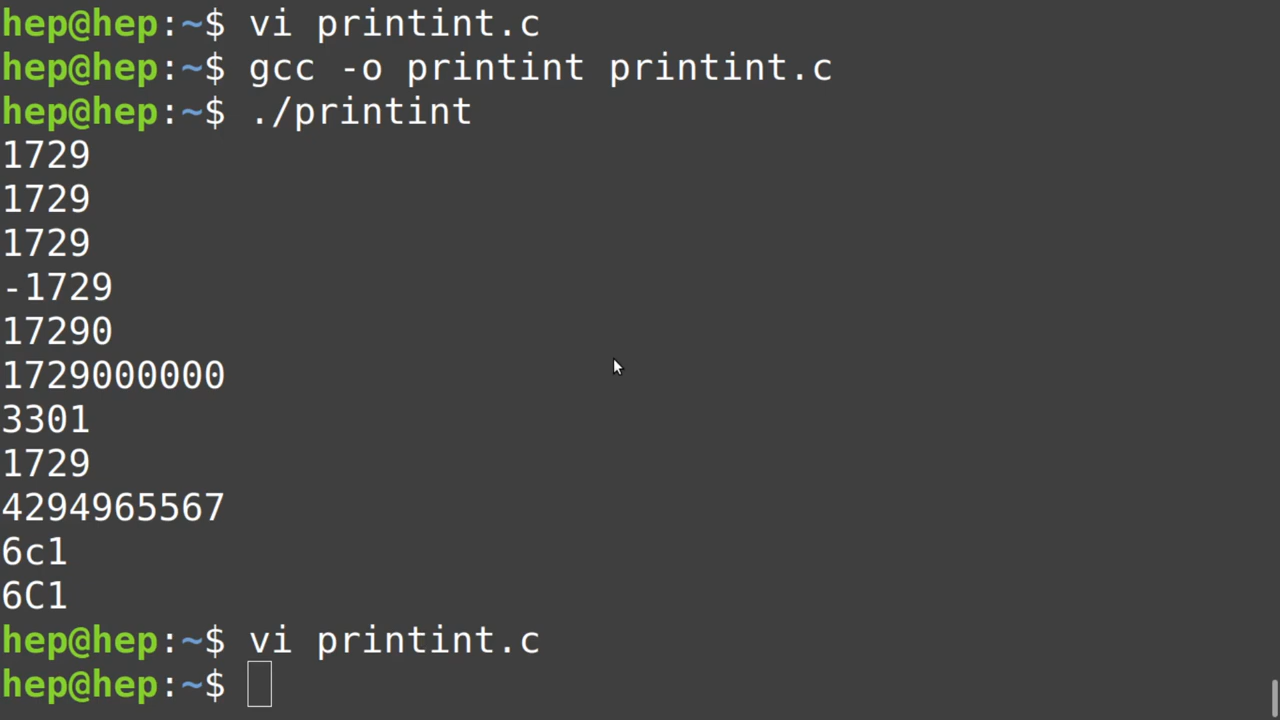 hep@hep:~$ vi printint.c
hep@hep:~$ gcc -o printint printint.c
hep@hep:~$ ./printint
1729
1729
1729
-1729
17290
1729000000
3301
1729
4294965567
6c1
6C1
hep@hep:~$ vi printint.c
hep@hep:~$